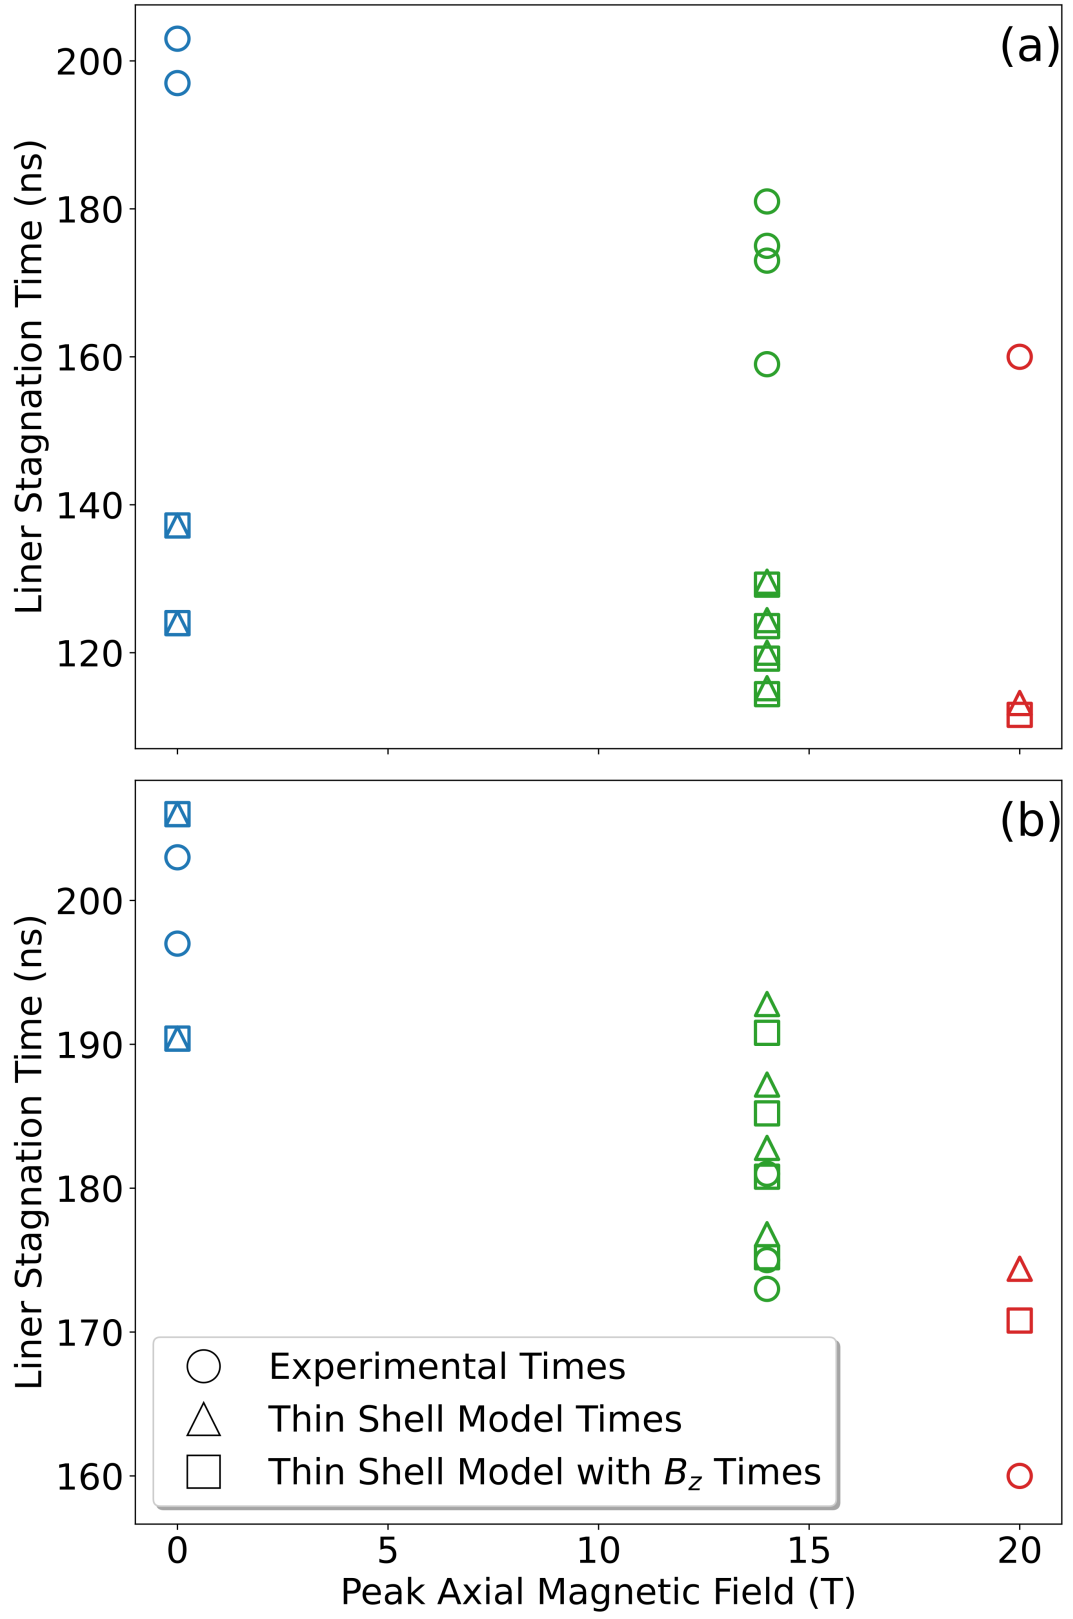 (a)
Liner Stagnation Time (ns)
200
180
160
140
120
(b)
Liner Stagnation Time (ns)
200
190
180
170
160
Experimental Times
Thin Shell Model Times
Thin Shell Model with B_z Times
0 5 10 15 20
Peak Axial Magnetic Field (T)